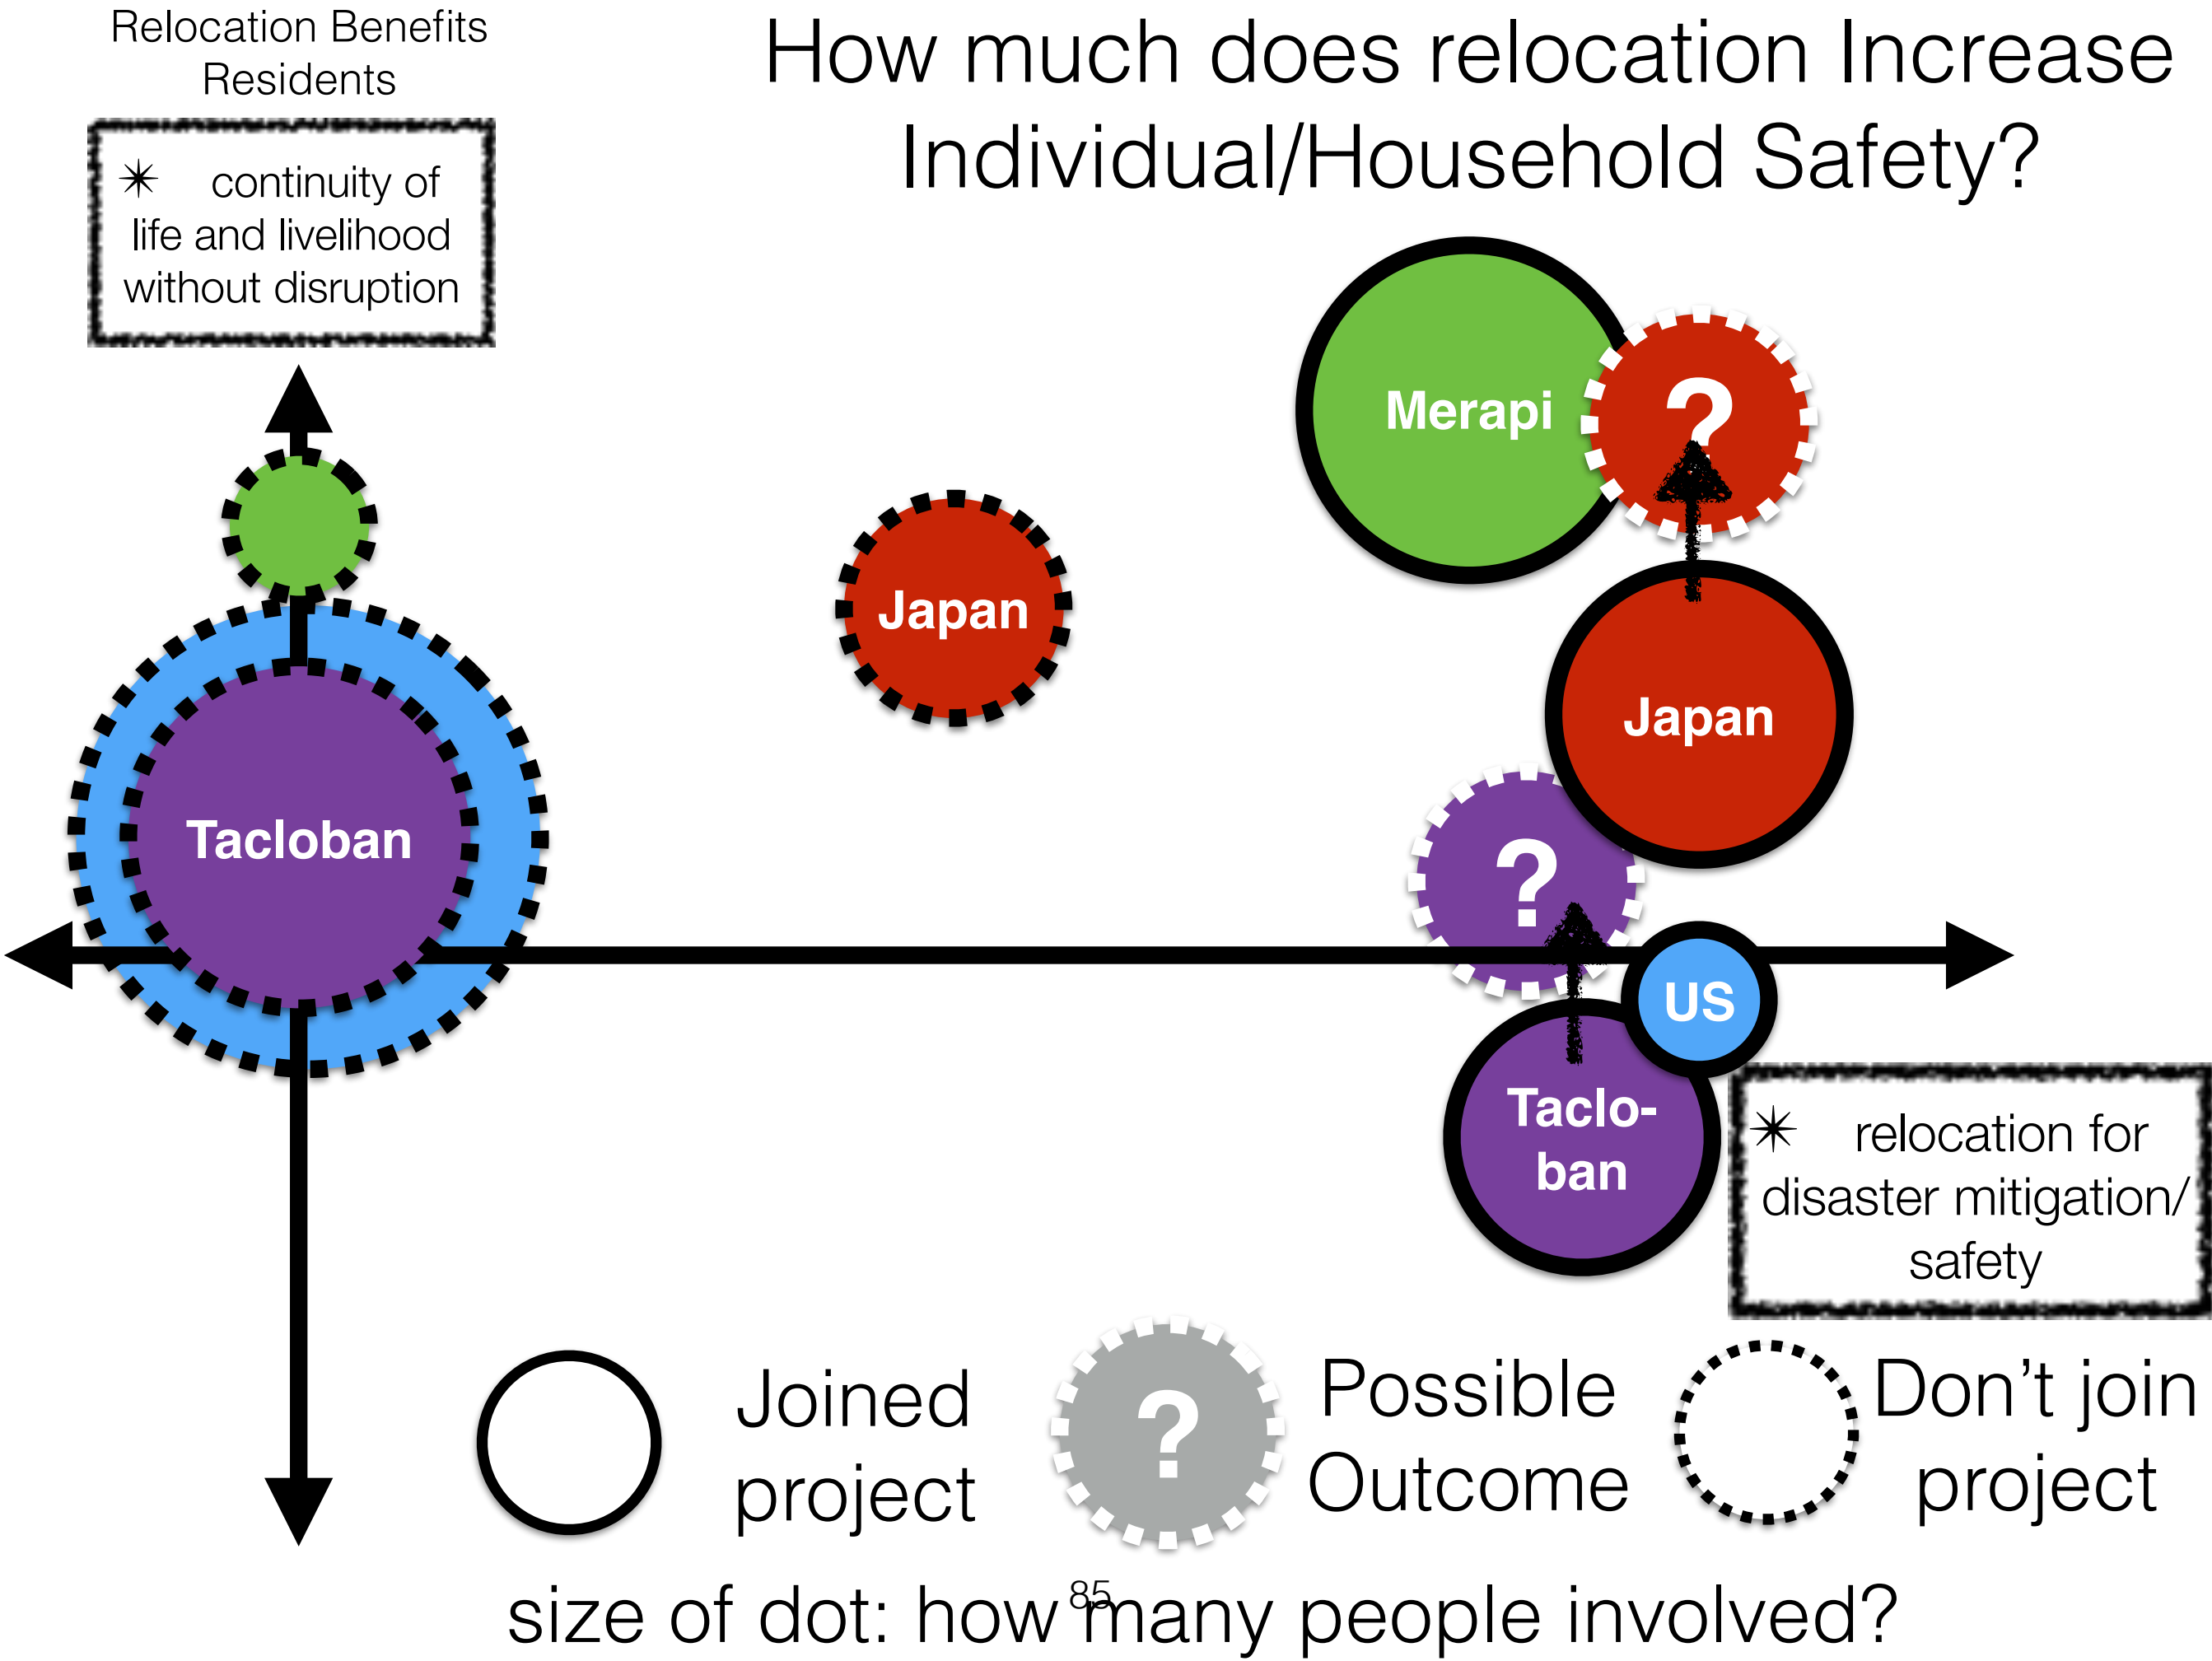 Relocation Benefits
Residents
How much does relocation Increase
Individual/Household Safety?
✴ continuity of
life and livelihood
without disruption
Merapi
?
Japan
Japan
Tacloban
?
US
Taclo-
ban
✴ relocation for
disaster mitigation/
safety
Joined
project
?
Possible
Outcome
Don’t join
project
85
size of dot: how many people involved?